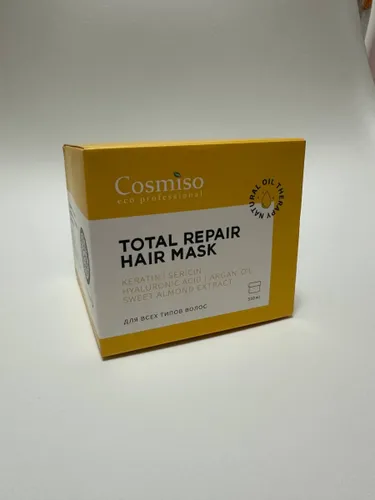 Cosmiso
eco professional
NATURAL OIL THERAPY
TOTAL REPAIR
HAIR MASK
KERATIN | SERICIN
HYALURONIC ACID | ARGAN OIL
SWEET ALMOND EXTRACT
ДЛЯ ВСЕХ ТИПОВ ВОЛОС